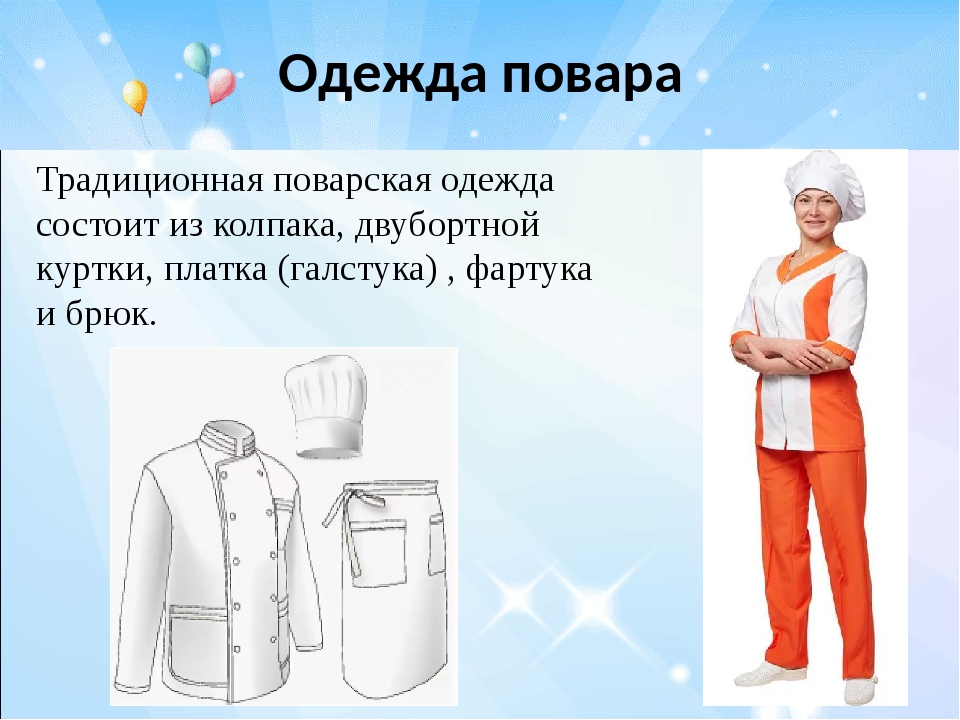 Одежда повара
Традиционная поварская одежда
состоит из колпака, двубортной
куртки, платка (галстука) , фартука
и брюк.